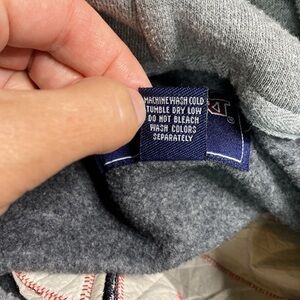 MACHINE WASH COLD
TUMBLE DRY LOW
DO NOT BLEACH
WASH COLORS
SEPARATELY